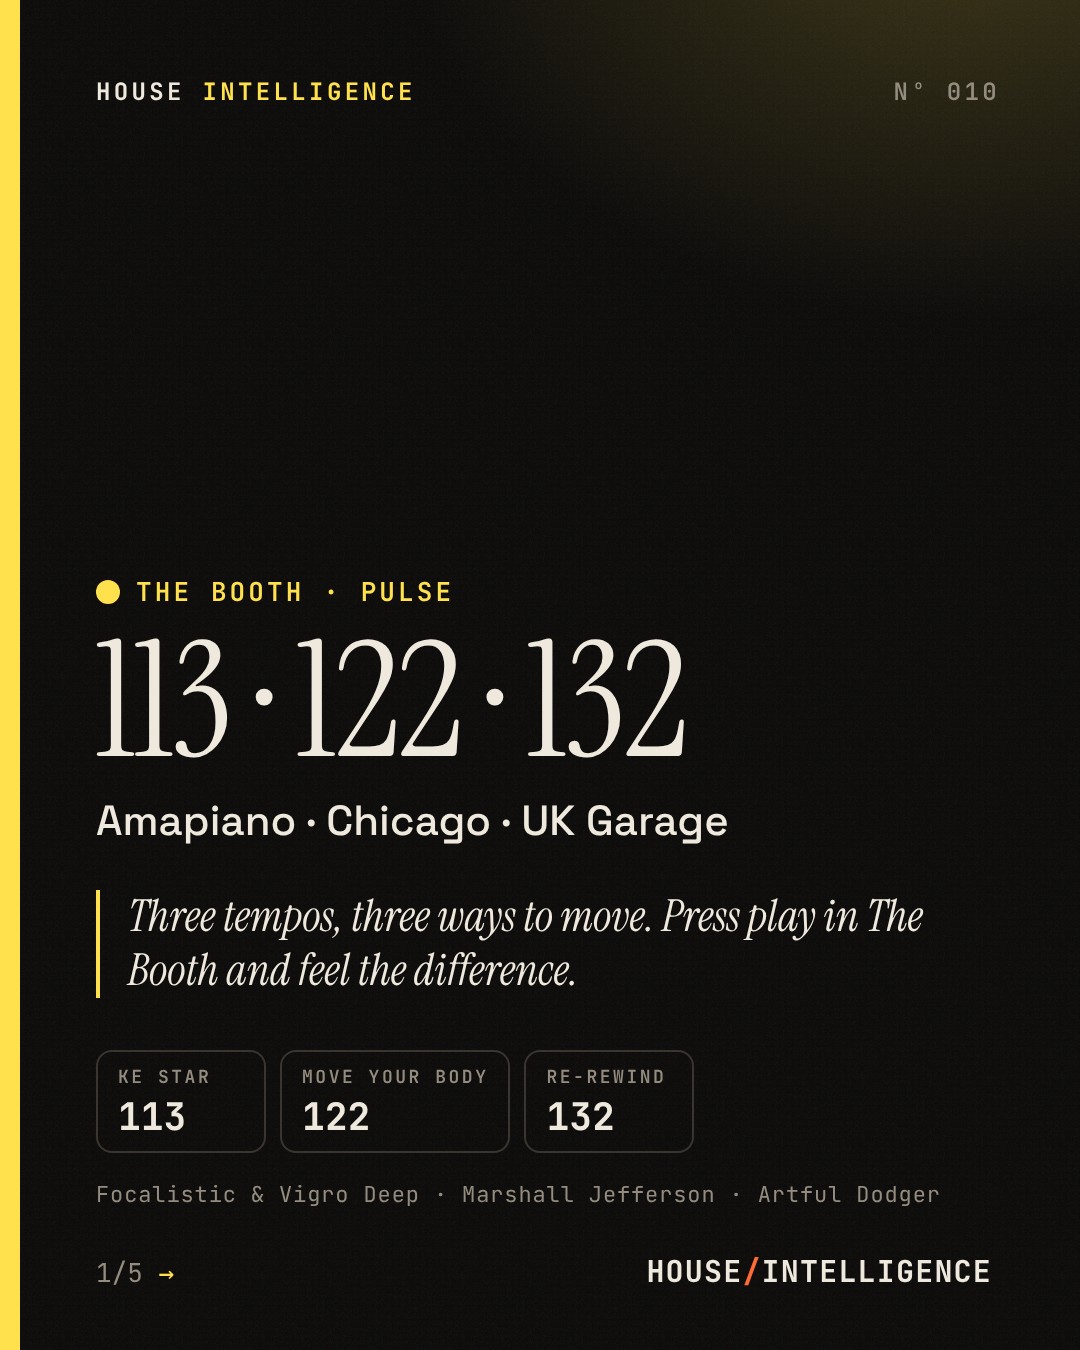 HOUSE INTELLIGENCE
N° 010
THE BOOTH · PULSE
113·122·132
Amapiano · Chicago · UK Garage
Three tempos, three ways to move. Press play in The
Booth and feel the difference.
KE STAR
113
MOVE YOUR BODY
122
RE-REWIND
132
Focalistic & Vigro Deep · Marshall Jefferson · Artful Dodger
1/5 →
HOUSE/INTELLIGENCE